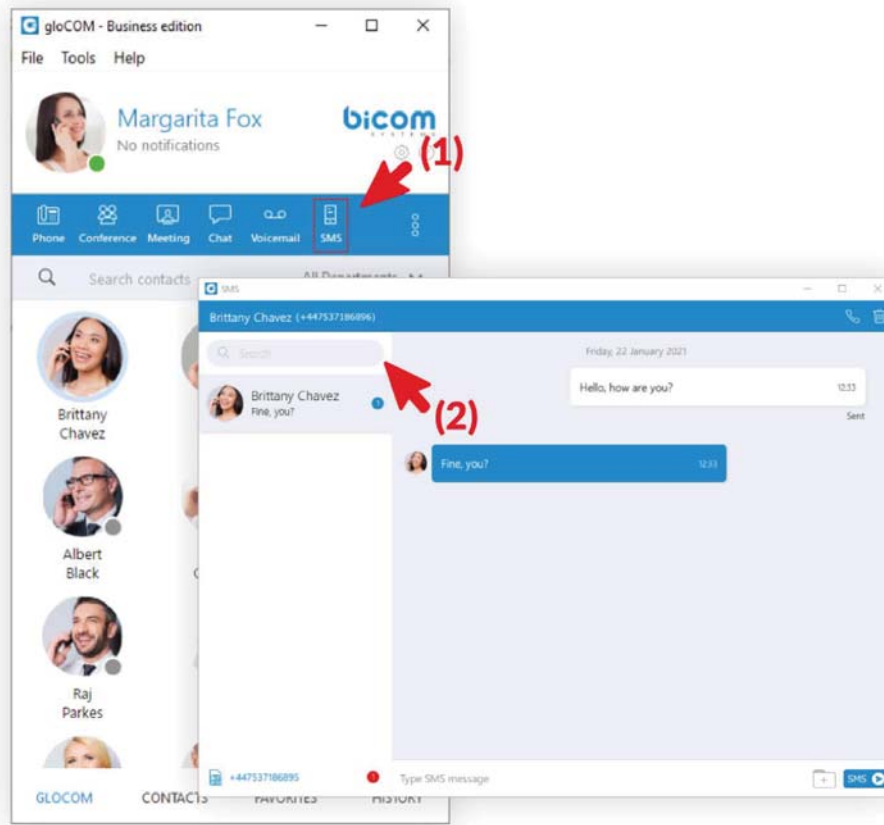 gloCOM - Business edition
File Tools Help
Margarita Fox
No notifications
bicom
SYSTEMS
(1)
Phone Conference Meeting Chat Voicemail SMS
Search contacts
All Departments
SMS
Brittany Chavez (+447537186896)
Search
Brittany Chavez
Fine, you?
1
(2)
Friday, 22 January 2021
Hello, how are you? 12:33
Sent
Fine, you? 12:33
Brittany
Chavez
Albert
Black
Raj
Parkes
+447537186895
Type SMS message
SMS
GLOCOM CONTACTS FAVORITES HISTORY